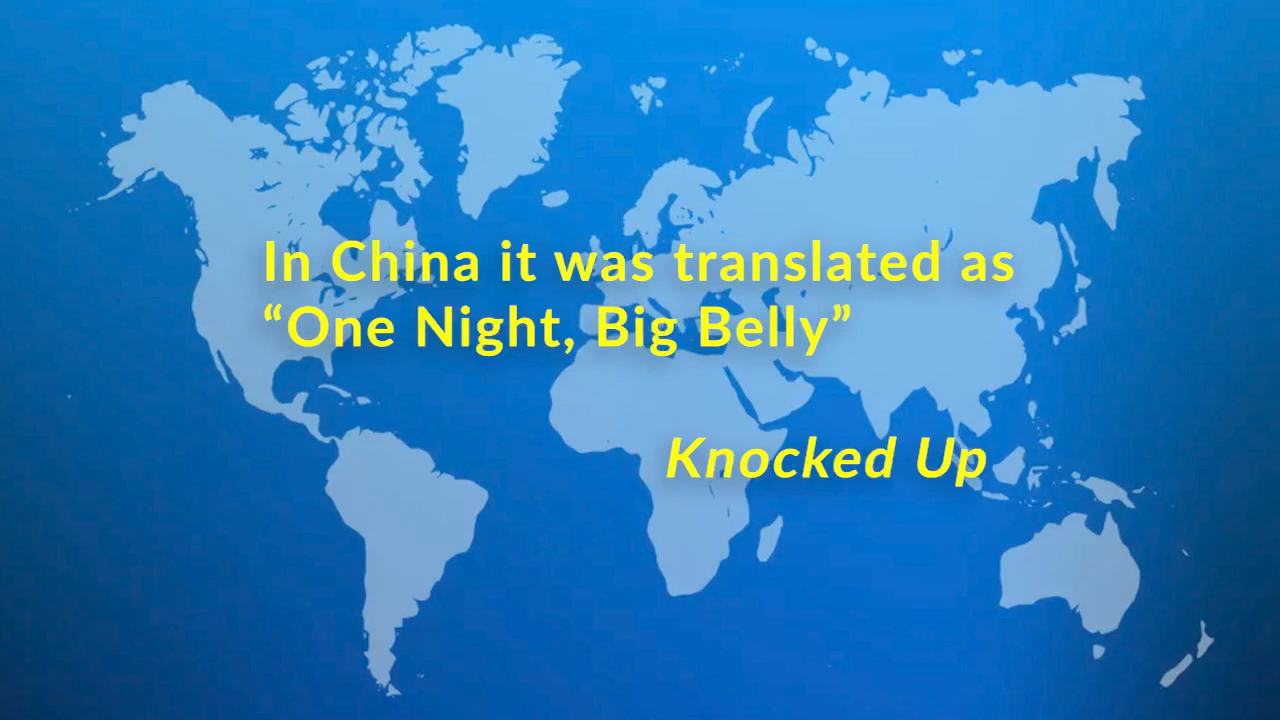 In China it was translated as
“One Night, Big Belly”
Knocked Up